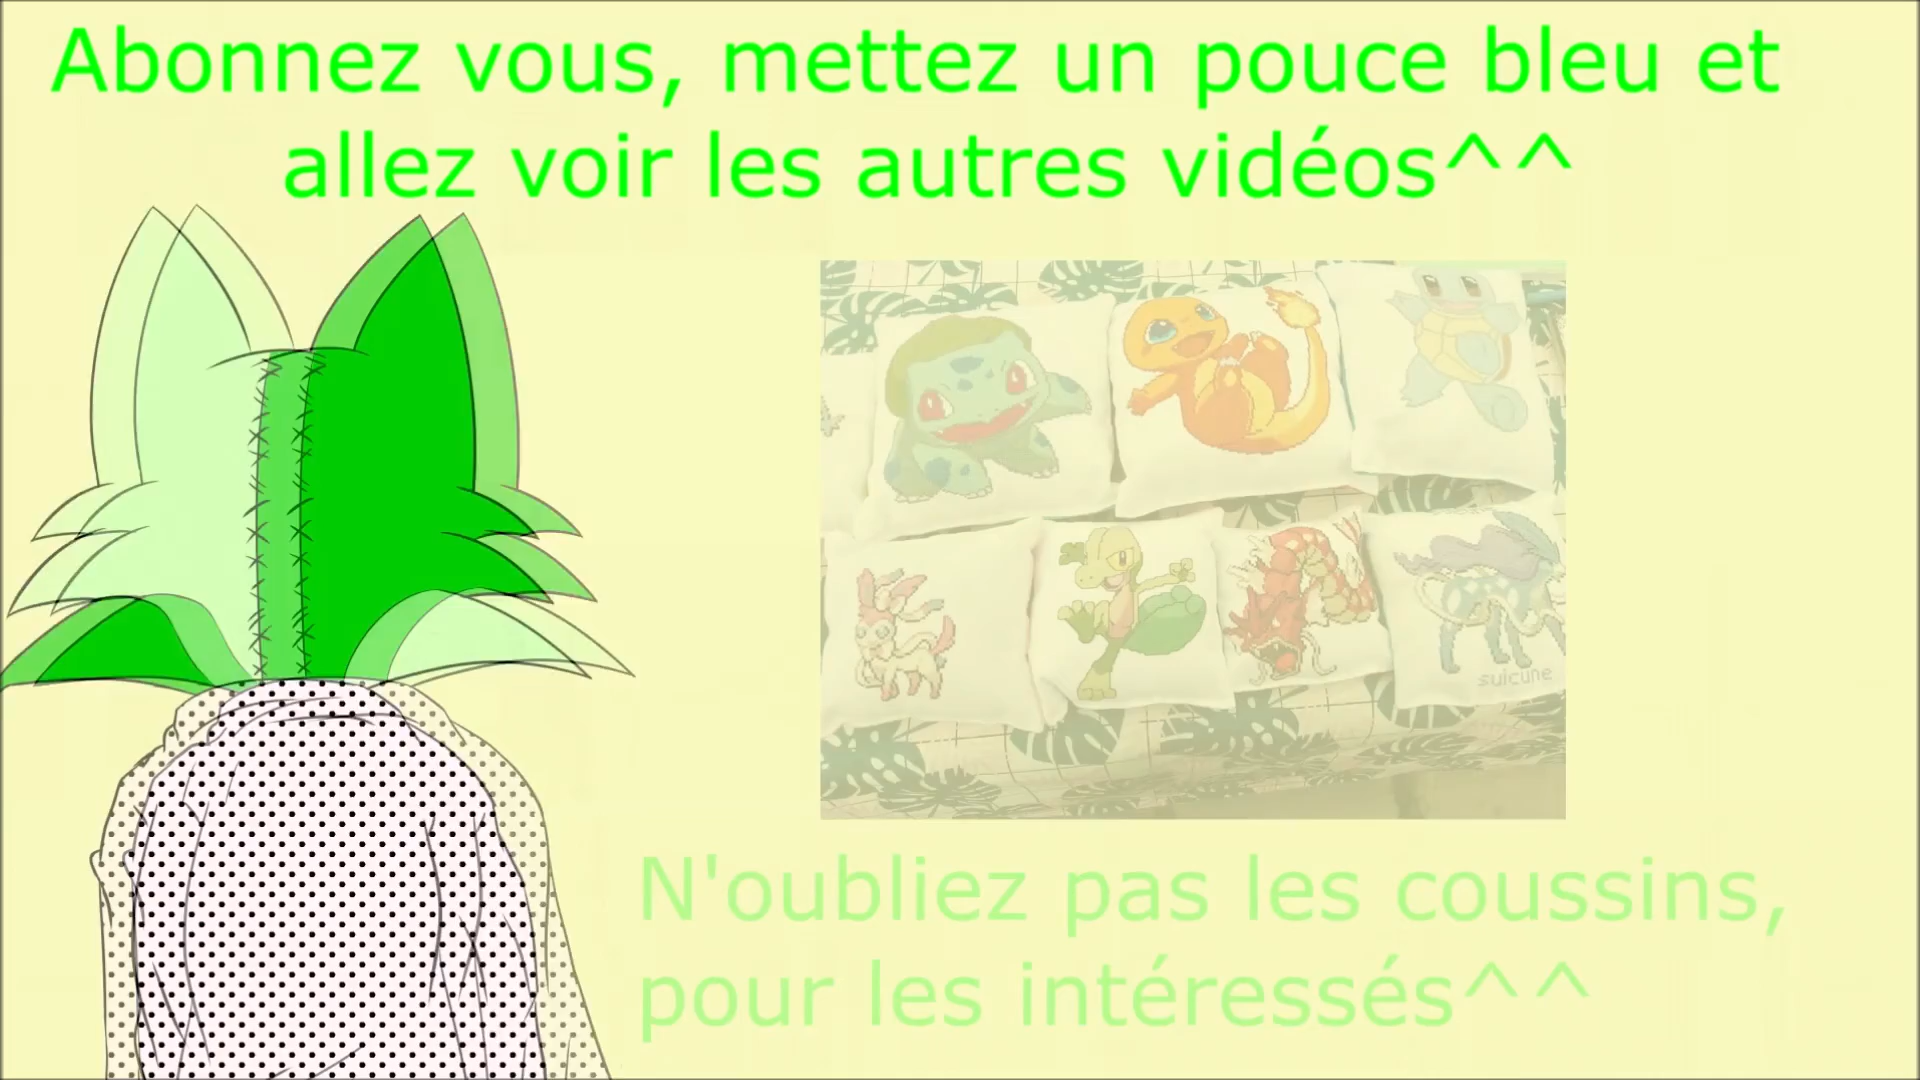 Abonnez vous, mettez un pouce bleu et
allez voir les autres vidéos^^
suicune
N'oubliez pas les coussins,
pour les intéressés^^